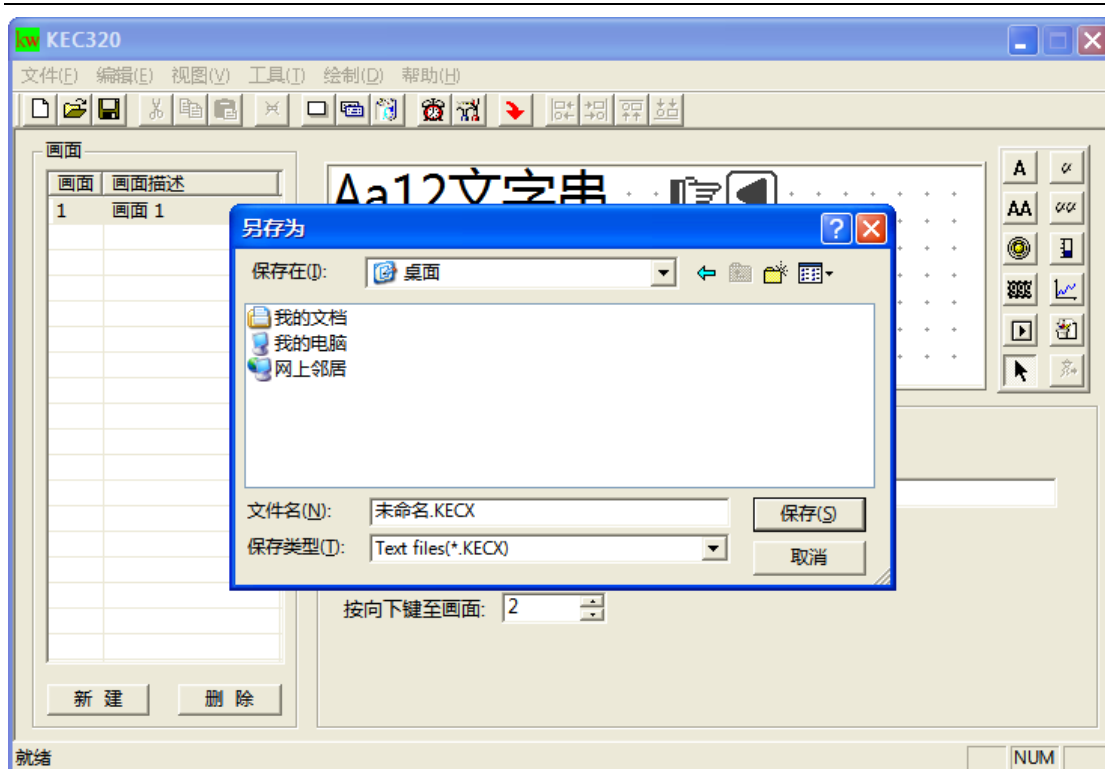 kw KEC320
文件(F) 编辑(E) 视图(V) 工具(T) 绘制(D) 帮助(H)
画面
画面 画面描述
1 画面 1
Aa12文字串
A α
AA αα
另存为
保存在(I): 桌面
我的文档
我的电脑
网上邻居
文件名(N): 未命名.KECX 保存(S)
保存类型(T): Text files(*.KECX) 取消
按向下键至画面: 2
新 建 删 除
就绪 NUM